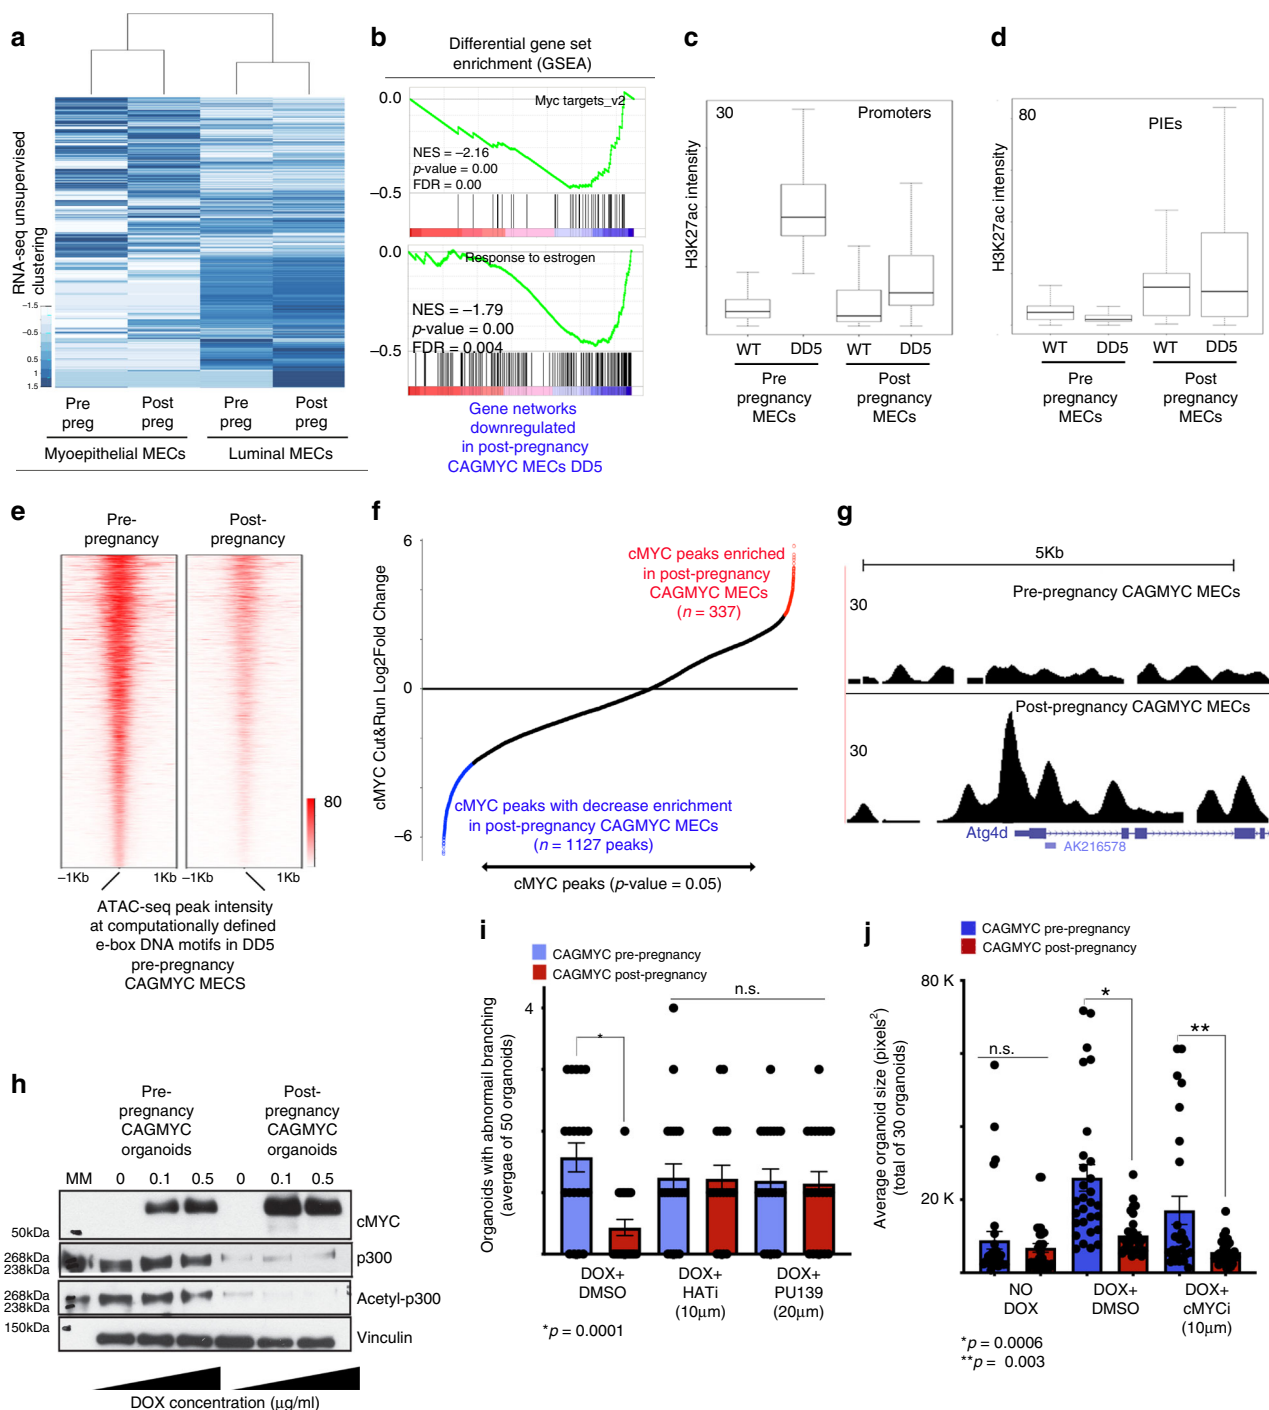 a
RNA-seq unsupervised
clustering
−1.5
−0.5
0.5
1
1.5
Pre
preg
Post
preg
Pre
preg
Post
preg
Myoepithelial MECs
Luminal MECs
b
Differential gene set
enrichment (GSEA)
0.0
Myc targets_v2
NES = −2.16
p-value = 0.00
FDR = 0.00
−0.5
0.0
Response to estrogen
NES = −1.79
p-value = 0.00
FDR = 0.004
−0.5
Gene networks
downregulated
in post-pregnancy
CAGMYC MECs DD5
c
30
Promoters
H3K27ac intensity
WT
DD5
WT
DD5
Pre
pregnancy
MECs
Post
pregnancy
MECs
d
80
PIEs
H3K27ac intensity
WT
DD5
WT
DD5
Pre
pregnancy
MECs
Post
pregnancy
MECs
e
Pre-
pregnancy
Post-
pregnancy
80
−1Kb
1Kb
−1Kb
1Kb
ATAC-seq peak intensity
at computationally defined
e-box DNA motifs in DD5
pre-pregnancy
CAGMYC MECS
f
cMYC Cut&Run Log2Fold Change
6
0
−6
cMYC peaks enriched
in post-pregnancy
CAGMYC MECs
(n = 337)
cMYC peaks with decrease enrichment
in post-pregnancy CAGMYC MECs
(n = 1127 peaks)
cMYC peaks (p-value = 0.05)
g
5Kb
30
Pre-pregnancy CAGMYC MECs
Post-pregnancy CAGMYC MECs
30
Atg4d
AK216578
h
Pre-
pregnancy
CAGMYC
organoids
Post-
pregnancy
CAGMYC
organoids
MM
0
0.1
0.5
0
0.1
0.5
50kDa
cMYC
268kDa
238kDa
p300
268kDa
238kDa
Acetyl-p300
150kDa
Vinculin
DOX concentration (µg/ml)
i
CAGMYC pre-pregnancy
CAGMYC post-pregnancy
Organoids with abnormail branching
(avergae of 50 organoids)
4
*
n.s.
DOX+
DMSO
DOX+
HATi
(10µm)
DOX+
PU139
(20µm)
*p = 0.0001
j
CAGMYC pre-pregnancy
CAGMYC post-pregnancy
Average organoid size (pixels²)
(total of 30 organoids)
80 K
20 K
n.s.
*
**
NO
DOX
DOX+
DMSO
DOX+
cMYCi
(10µm)
*p = 0.0006
**p = 0.003